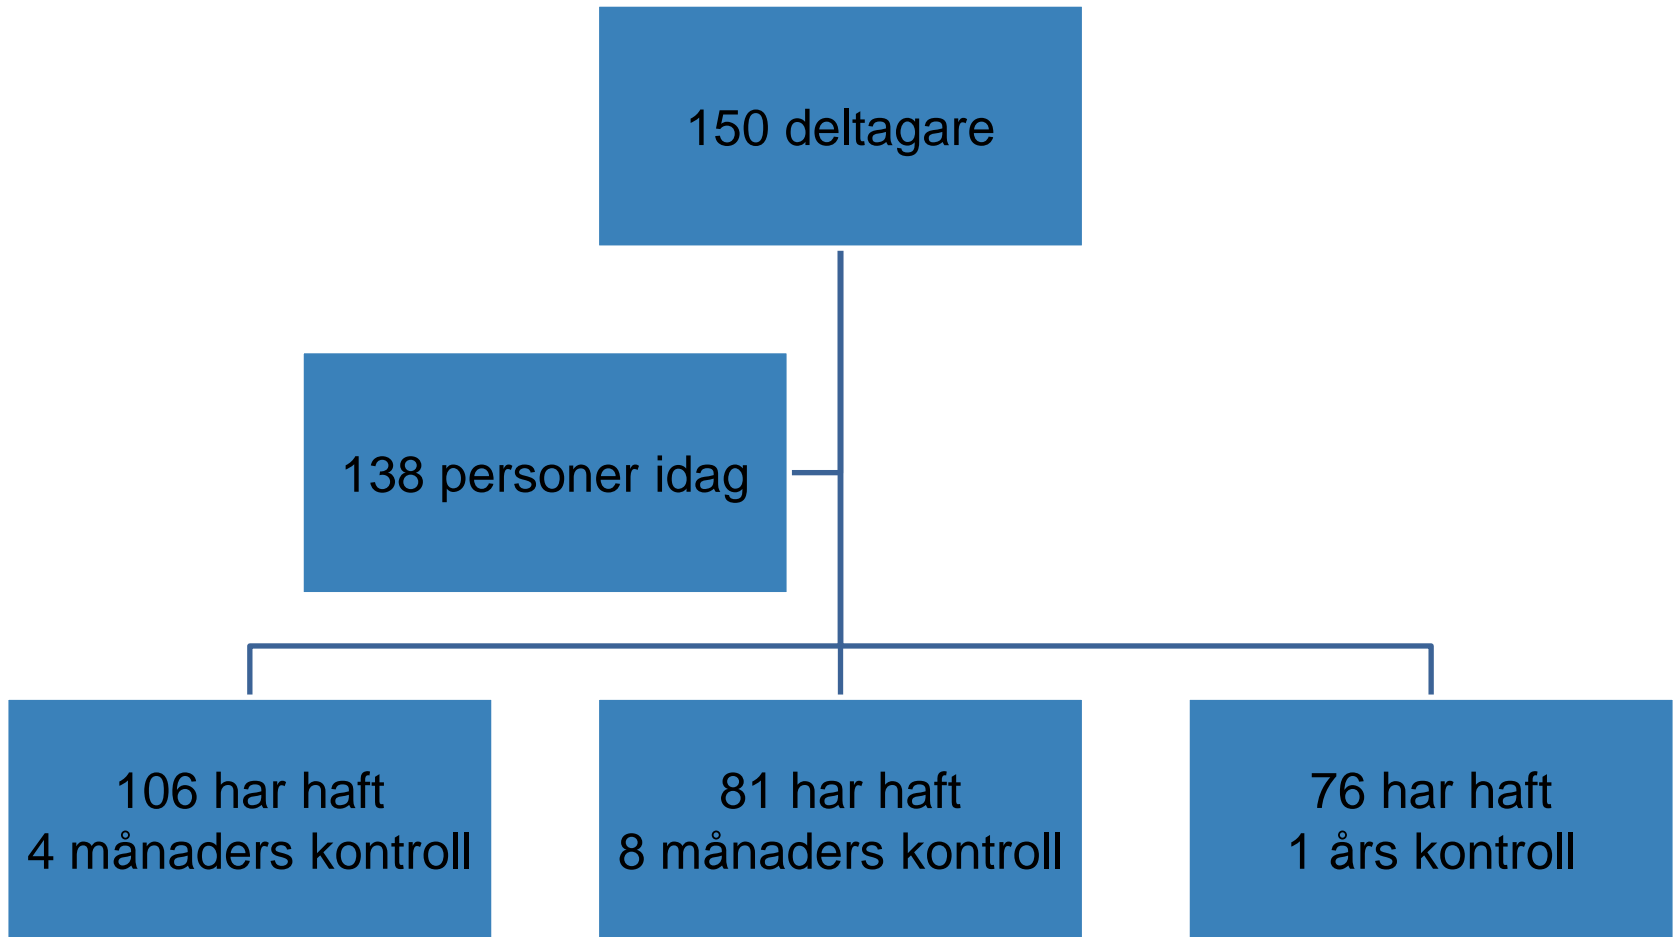 150 deltagare
138 personer idag
106 har haft
4 månaders kontroll
81 har haft
8 månaders kontroll
76 har haft
1 års kontroll